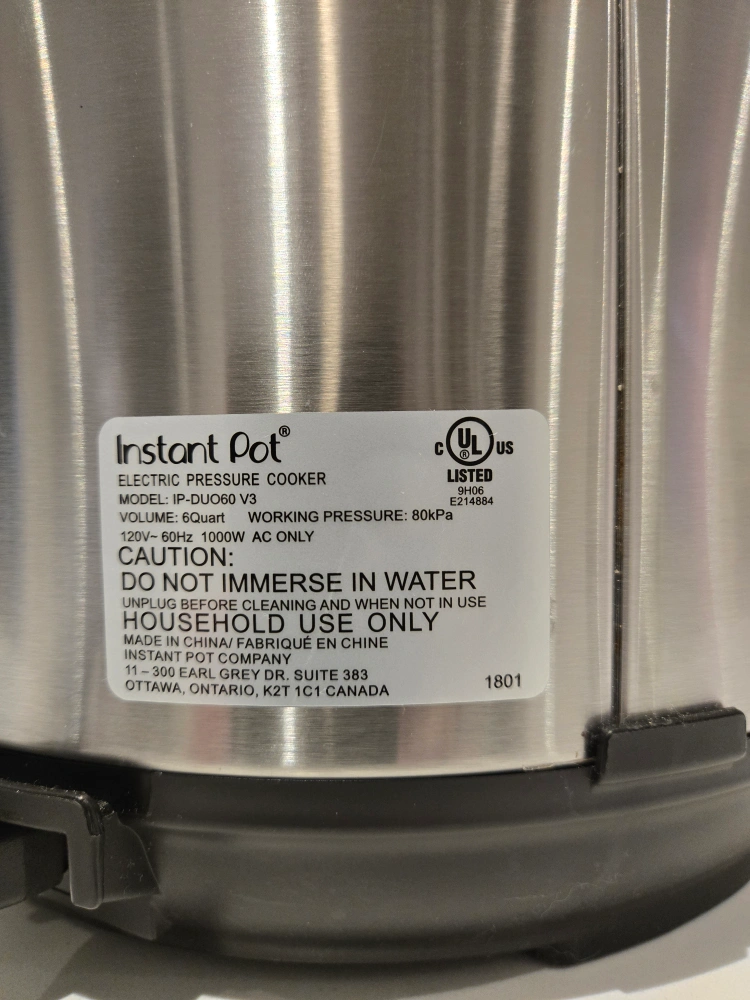 Instant Pot®
C UL® US
LISTED
9H06
E214884
ELECTRIC PRESSURE COOKER
MODEL: IP-DUO60 V3
VOLUME: 6Quart WORKING PRESSURE: 80kPa
120V~ 60Hz 1000W AC ONLY
CAUTION:
DO NOT IMMERSE IN WATER
UNPLUG BEFORE CLEANING AND WHEN NOT IN USE
HOUSEHOLD USE ONLY
MADE IN CHINA/ FABRIQUÉ EN CHINE
INSTANT POT COMPANY
11 – 300 EARL GREY DR. SUITE 383
OTTAWA, ONTARIO, K2T 1C1 CANADA
1801